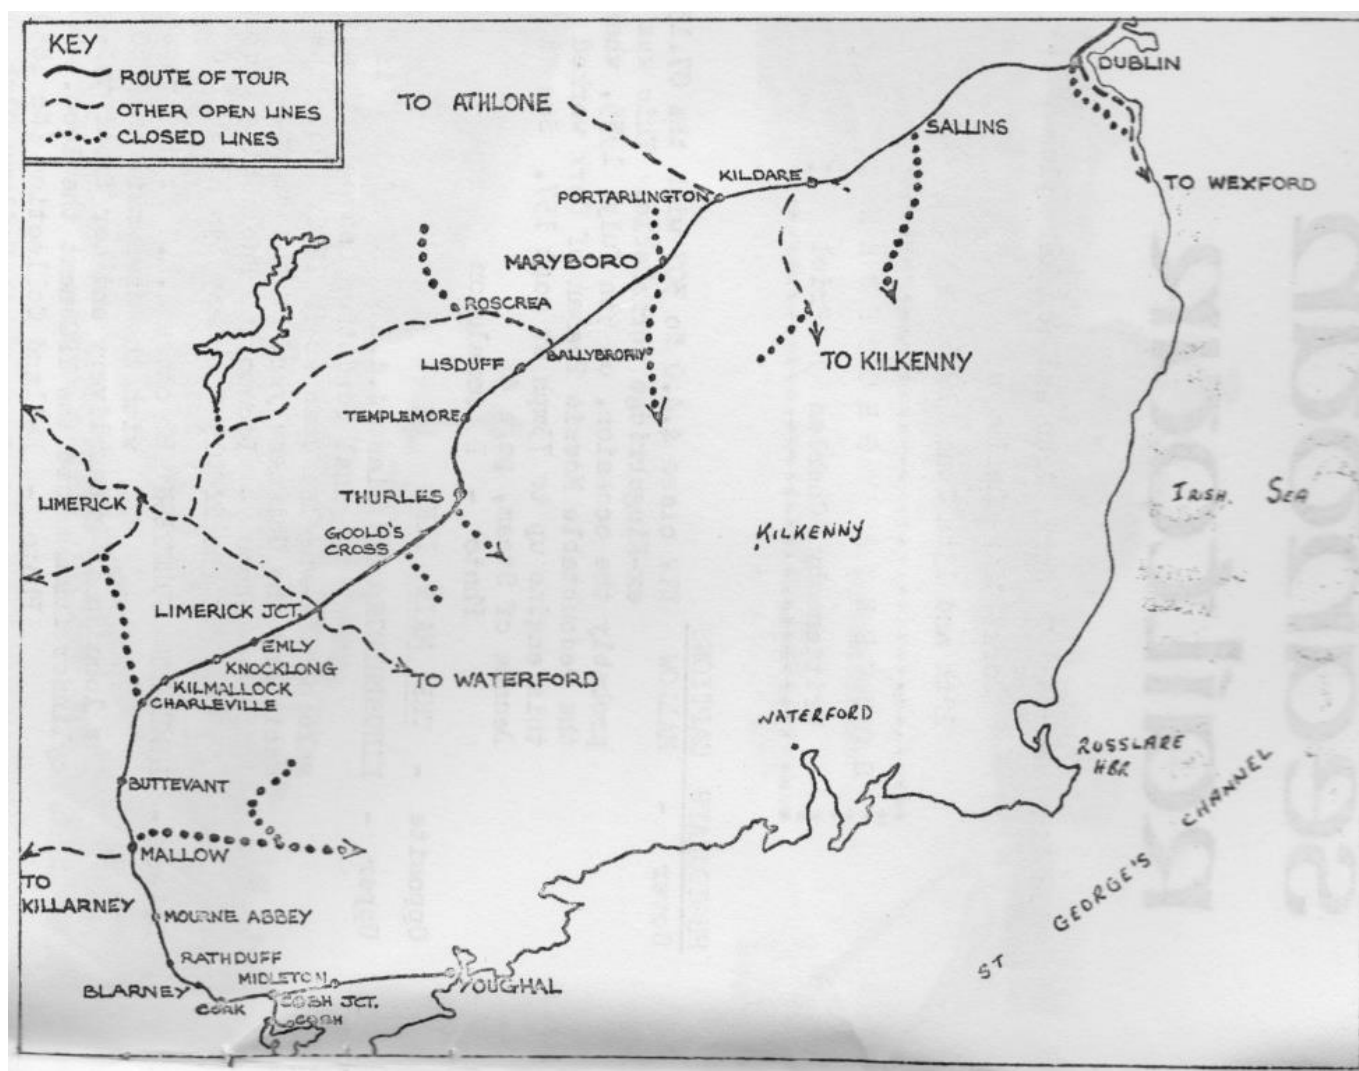 KEY
ROUTE OF TOUR
OTHER OPEN LINES
CLOSED LINES
DUBLIN
TO ATHLONE
SALLINS
KILDARE
TO WEXFORD
PORTARLINGTON
MARYBORO
ROSCREA
BALLYBROPHY
LISDUFF
TO KILKENNY
TEMPLEMORE
LIMERICK
THURLES
IRISH SEA
GOOLD'S
CROSS
KILKENNY
LIMERICK JCT.
EMLY
KNOCKLONG
TO WATERFORD
KILMALLOCK
CHARLEVILLE
WATERFORD
ROSSLARE
HBR
BUTTEVANT
MALLOW
TO
KILLARNEY
ST GEORGE'S CHANNEL
MOURNE ABBEY
RATHDUFF
MIDLETON
YOUGHAL
BLARNEY
CORK
COBH JCT.
COBH